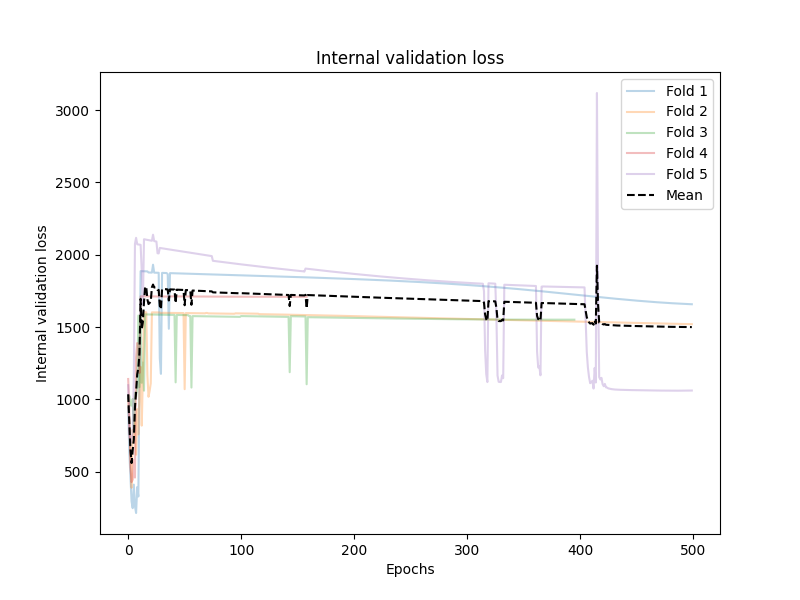 Internal validation loss
Internal validation loss
3000
2500
2000
1500
1000
500
0
100
200
300
400
500
Epochs
Fold 1
Fold 2
Fold 3
Fold 4
Fold 5
Mean